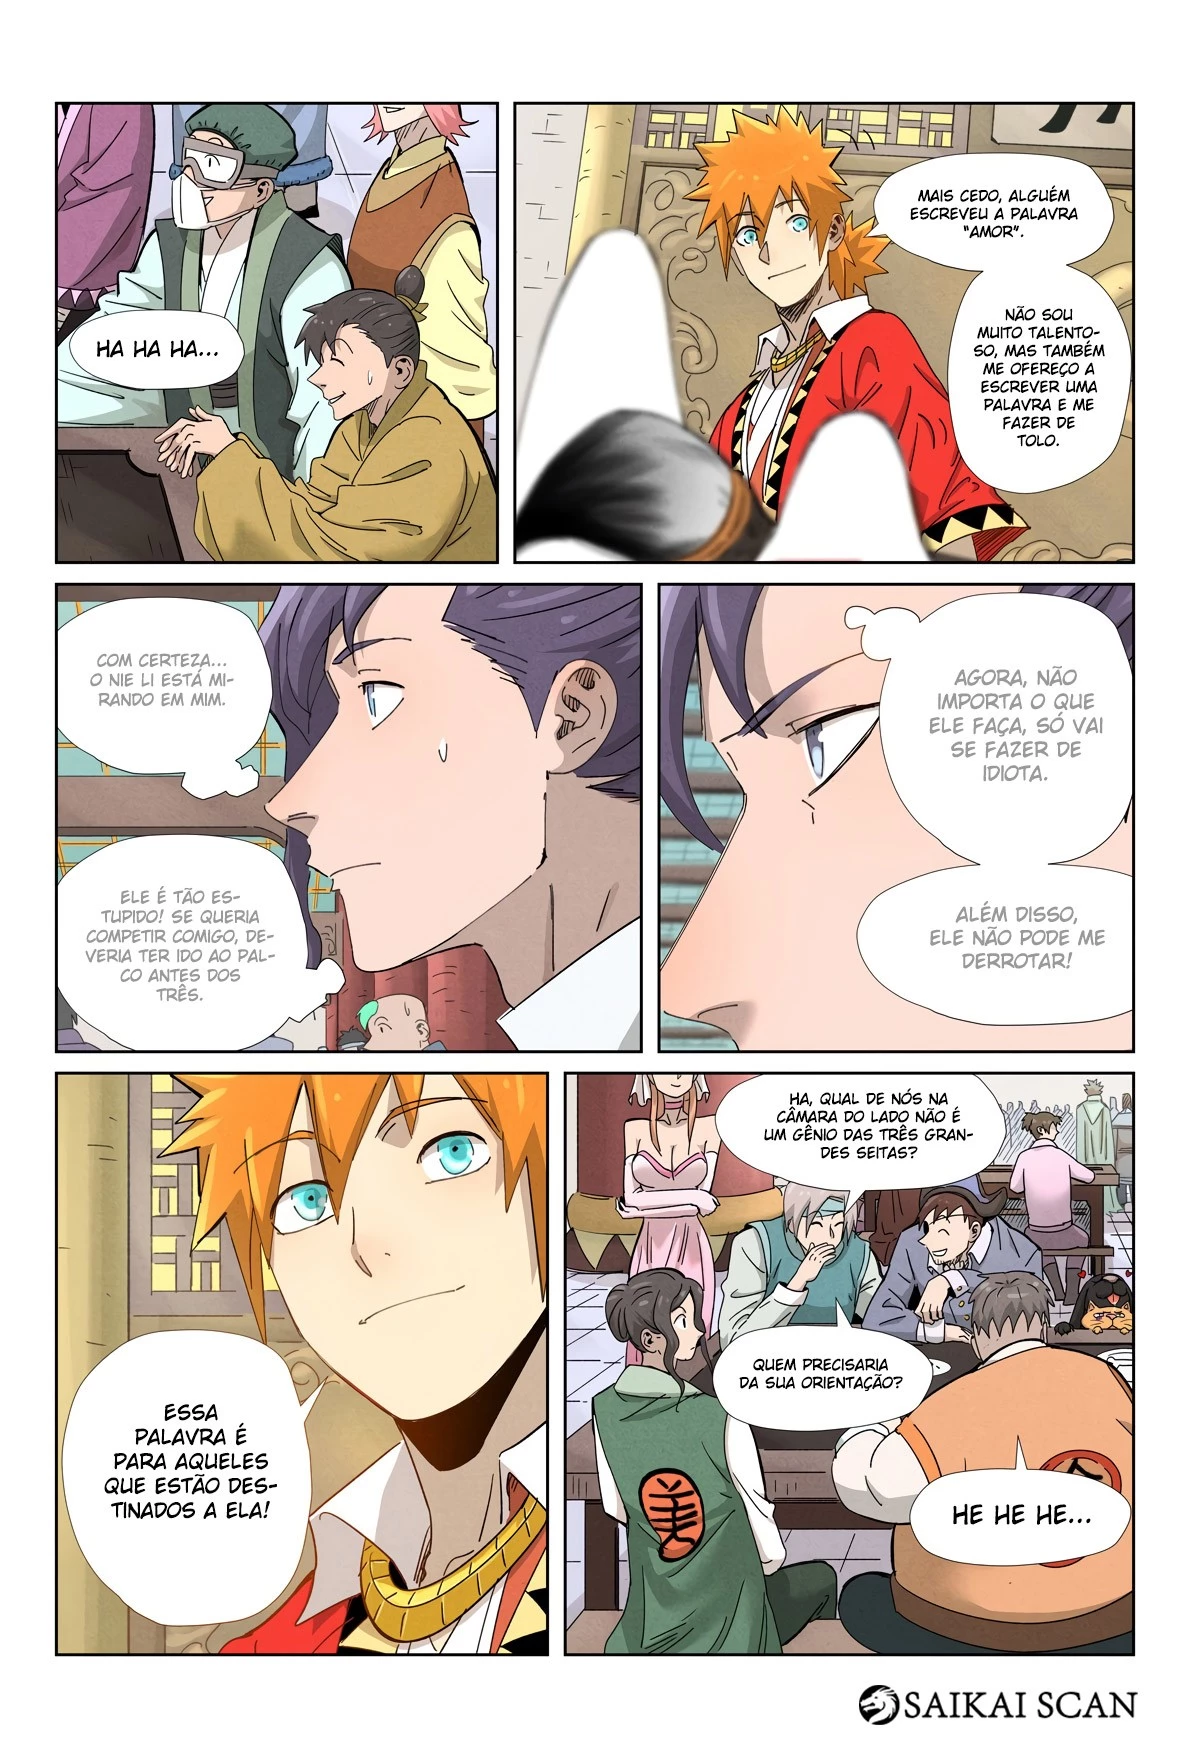 HA HA HA...
MAIS CEDO, ALGUÉM
ESCREVEU A PALAVRA
"AMOR".
NÃO SOU
MUITO TALENTO-
SO, MAS TAMBÉM
ME OFEREÇO A
ESCREVER UMA
PALAVRA E ME
FAZER DE
TOLO.
COM CERTEZA...
O NIE LI ESTÁ MI-
RANDO EM MIM.
ELE É TÃO ES-
TUPIDO! SE QUERIA
COMPETIR COMIGO, DE-
VERIA TER IDO AO PAL-
CO ANTES DOS
TRÊS.
AGORA, NÃO
IMPORTA O QUE
ELE FAÇA, SÓ VAI
SE FAZER DE
IDIOTA.
ALÉM DISSO,
ELE NÃO PODE ME
DERROTAR!
ESSA
PALAVRA É
PARA AQUELES
QUE ESTÃO DES-
TINADOS A ELA!
HA, QUAL DE NÓS NA
CÂMARA DO LADO NÃO É
UM GÊNIO DAS TRÊS GRAN-
DES SEITAS?
QUEM PRECISARIA
DA SUA ORIENTAÇÃO?
美
HE HE HE...
SAIKAI SCAN